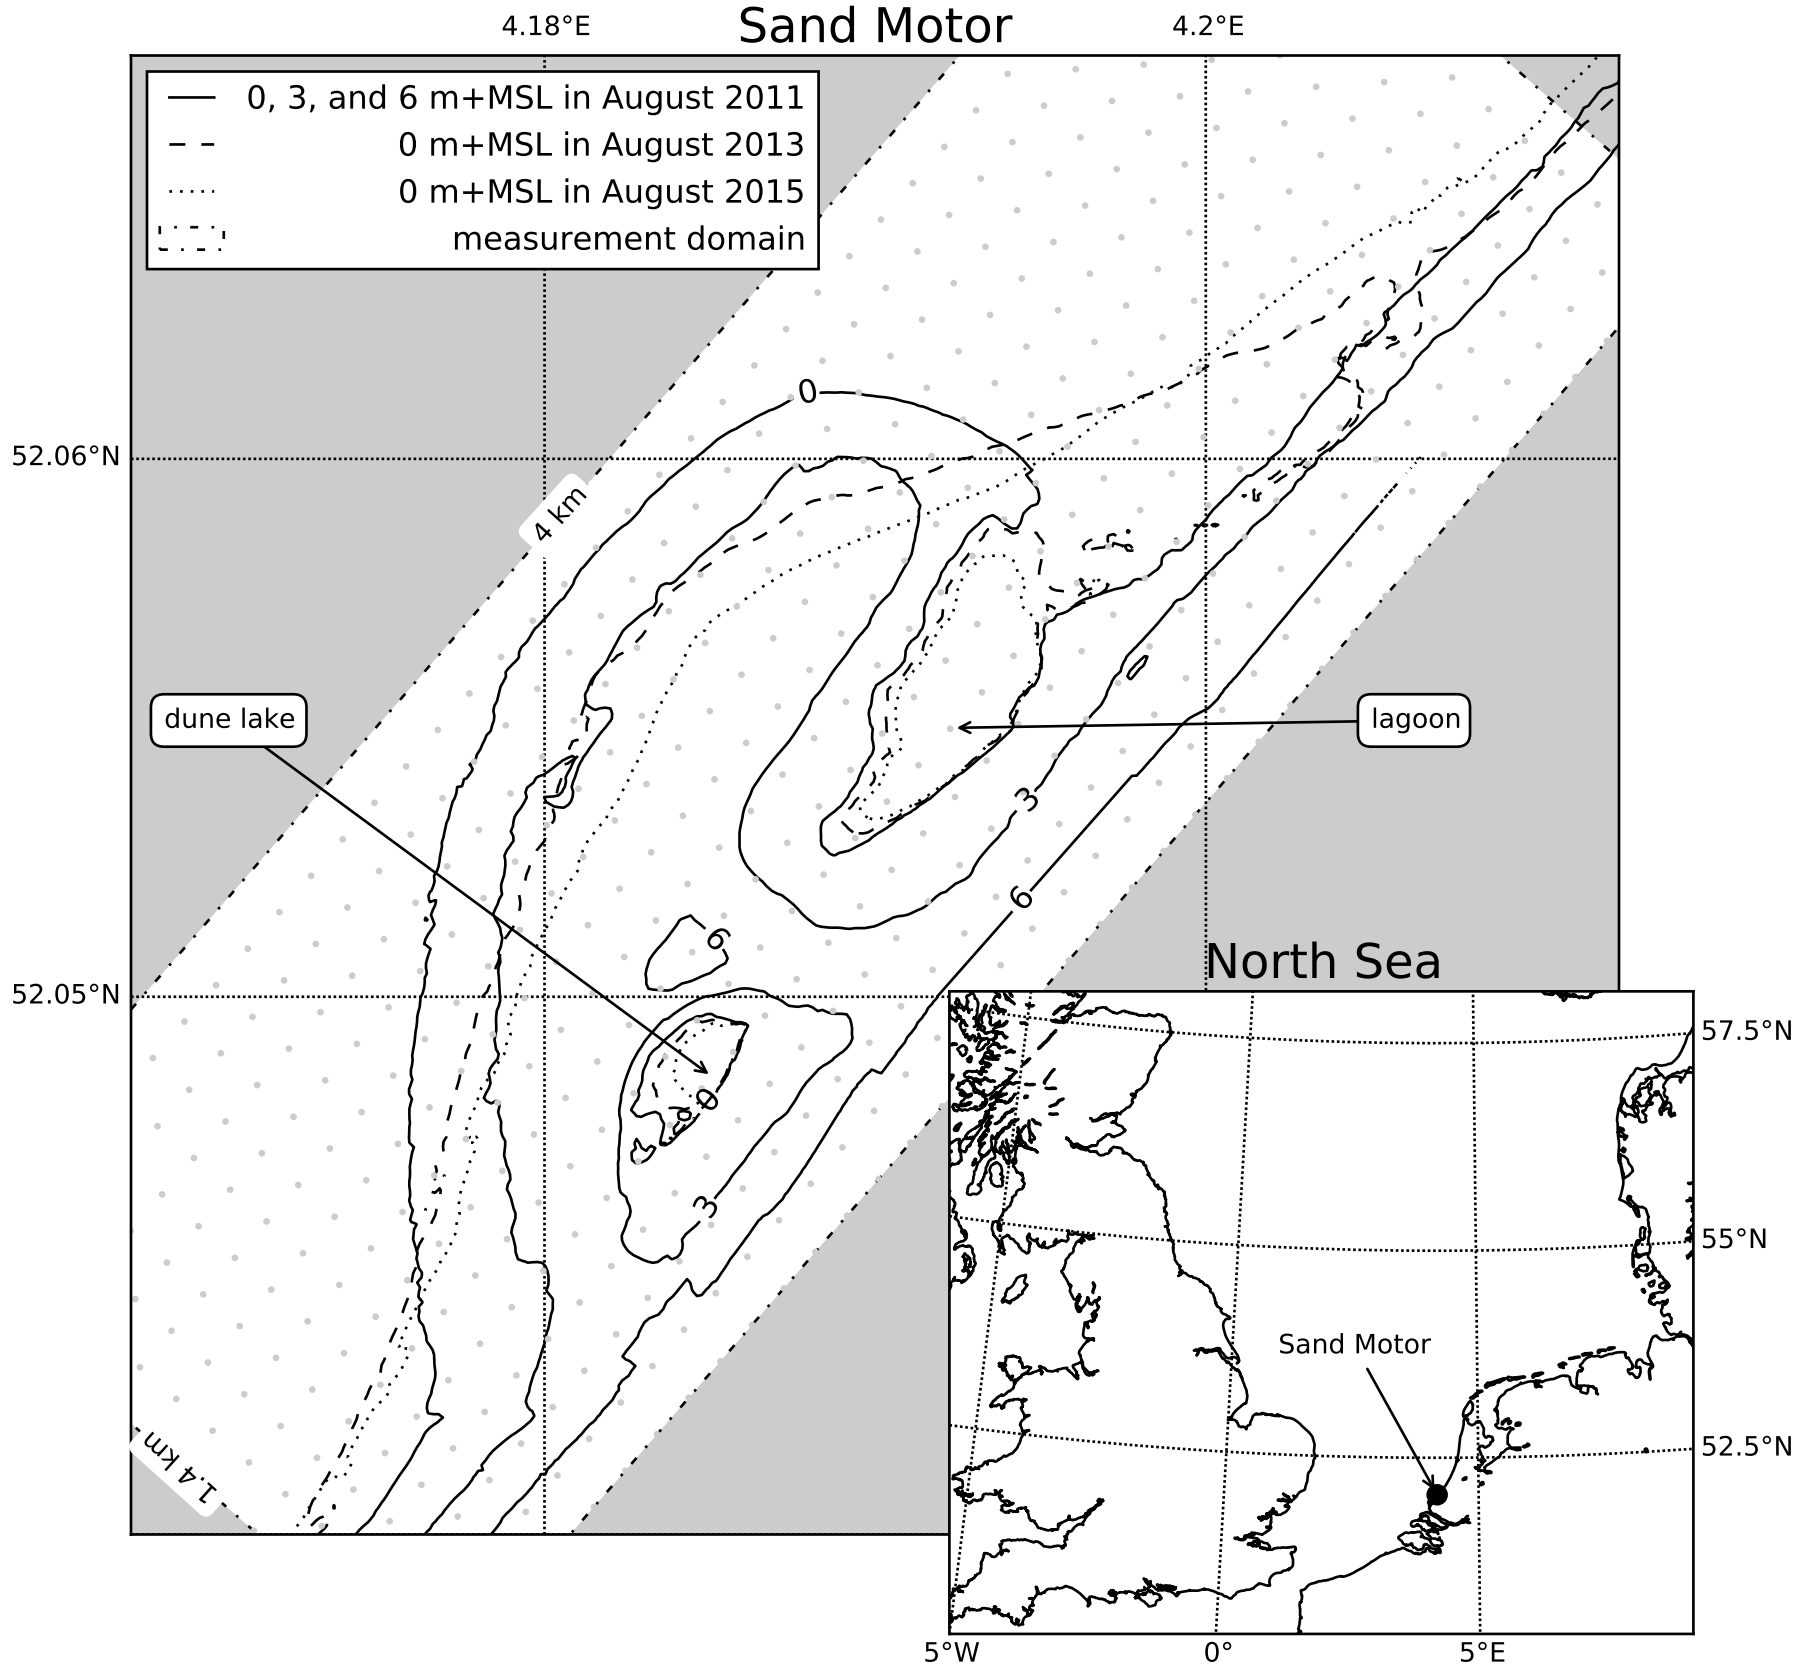 Sand Motor
4.18°E
4.2°E
0, 3, and 6 m+MSL in August 2011
0 m+MSL in August 2013
0 m+MSL in August 2015
measurement domain
0
52.06°N
4 km
dune lake
lagoon
3
6
6
52.05°N
0
3
1.4 km
North Sea
57.5°N
55°N
Sand Motor
52.5°N
5°W
0°
5°E